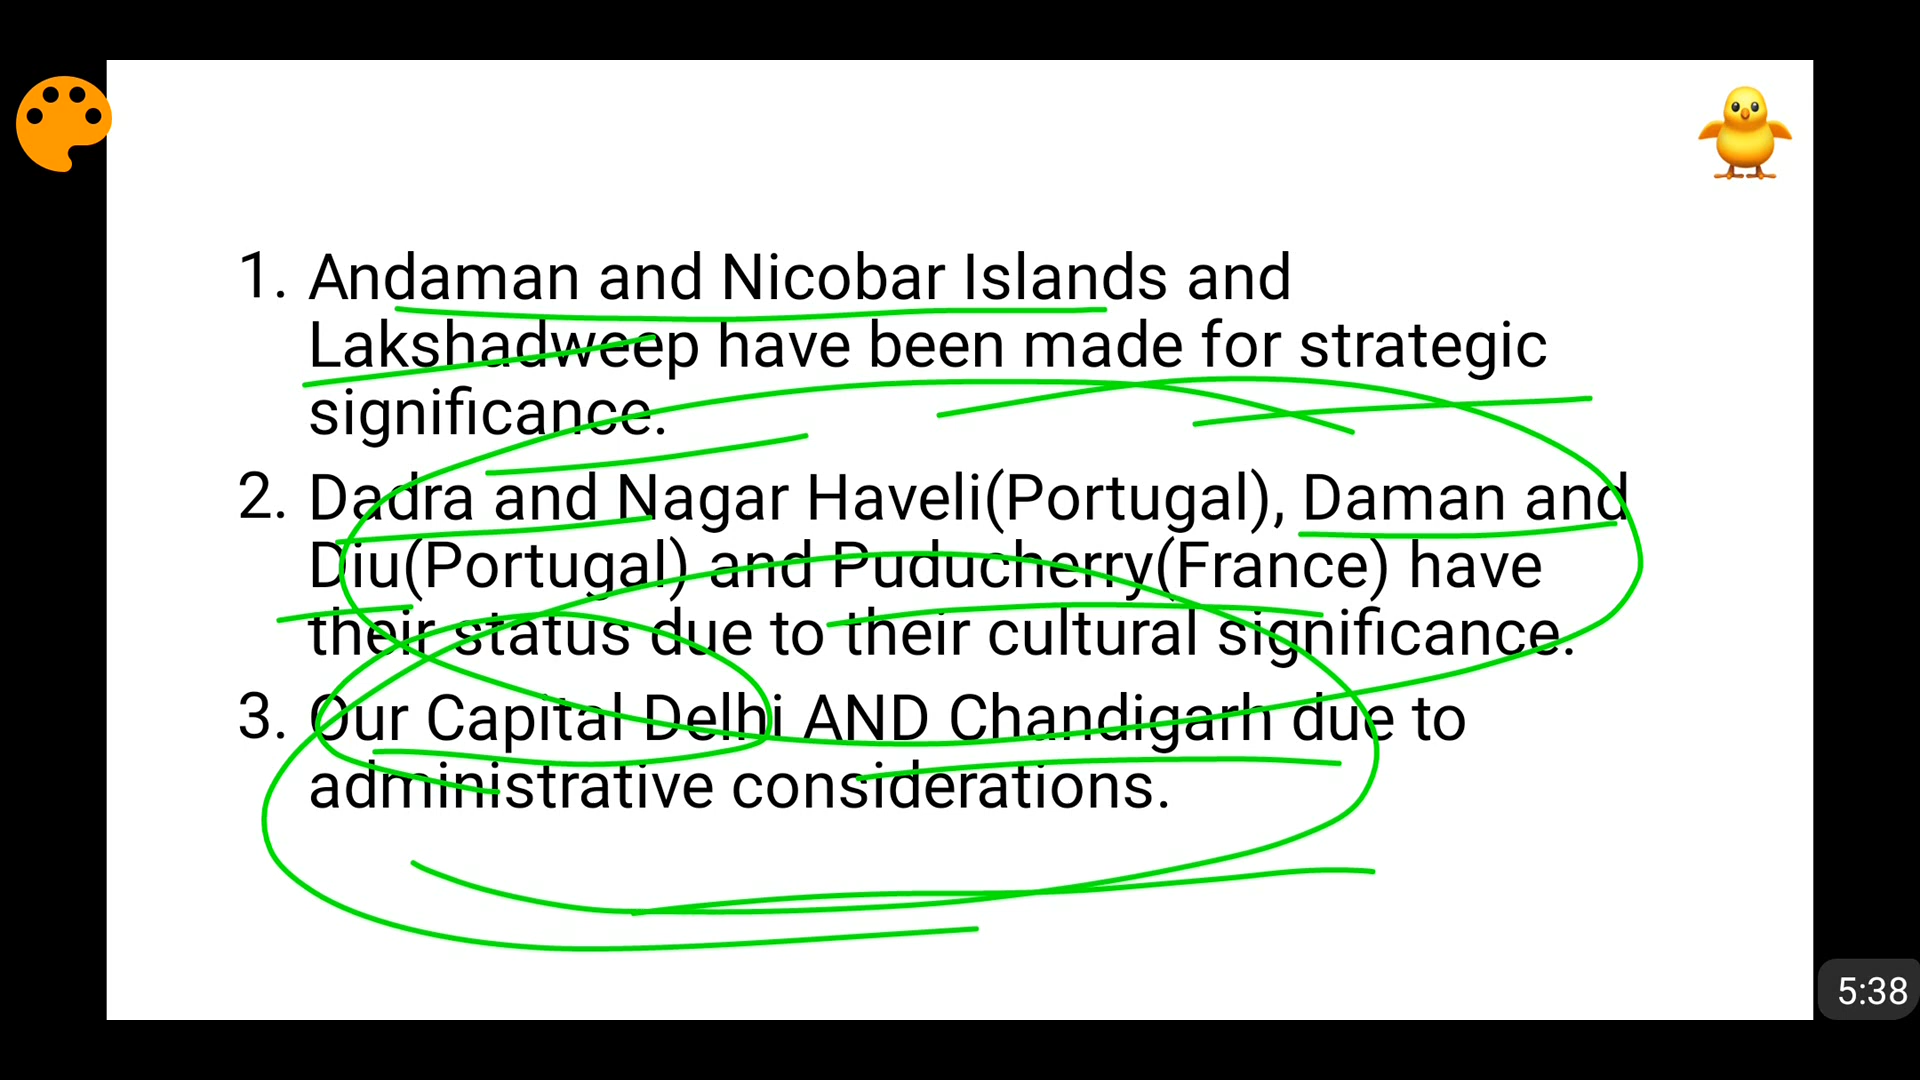 1. Andaman and Nicobar Islands and
Lakshadweep have been made for strategic
significance.
2. Dadra and Nagar Haveli(Portugal), Daman and
Diu(Portugal) and Puducherry(France) have
their status due to their cultural significance.
3. Our Capital Delhi AND Chandigarh due to
administrative considerations.
5:38